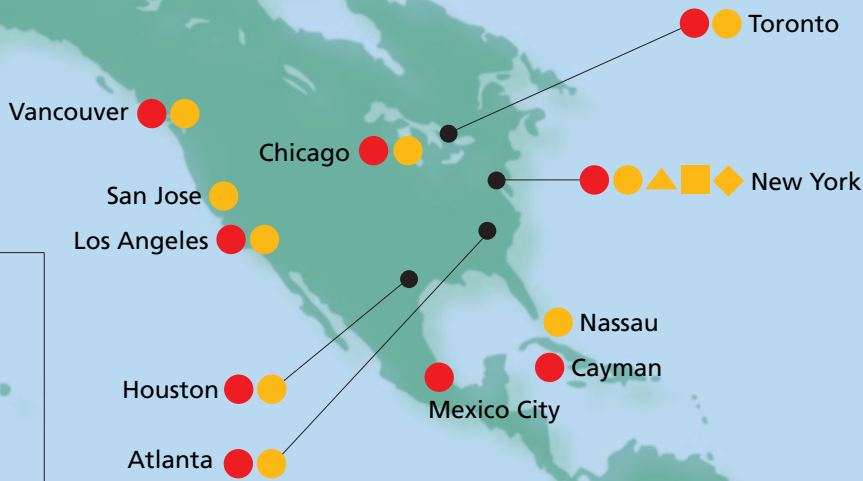 Toronto
Vancouver
Chicago
New York
San Jose
Los Angeles
Nassau
Cayman
Houston
Mexico City
Atlanta